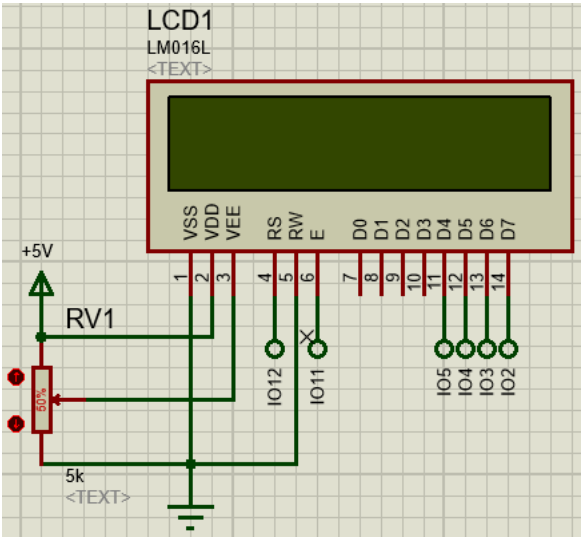 LCD1
LM016L
<TEXT>
VSS VDD VEE RS RW E D0 D1 D2 D3 D4 D5 D6 D7
1 2 3 4 5 6 7 8 9 10 11 12 13 14
+5V
RV1
50%
IO12 IO11 IO5 IO4 IO3 IO2
5k
<TEXT>